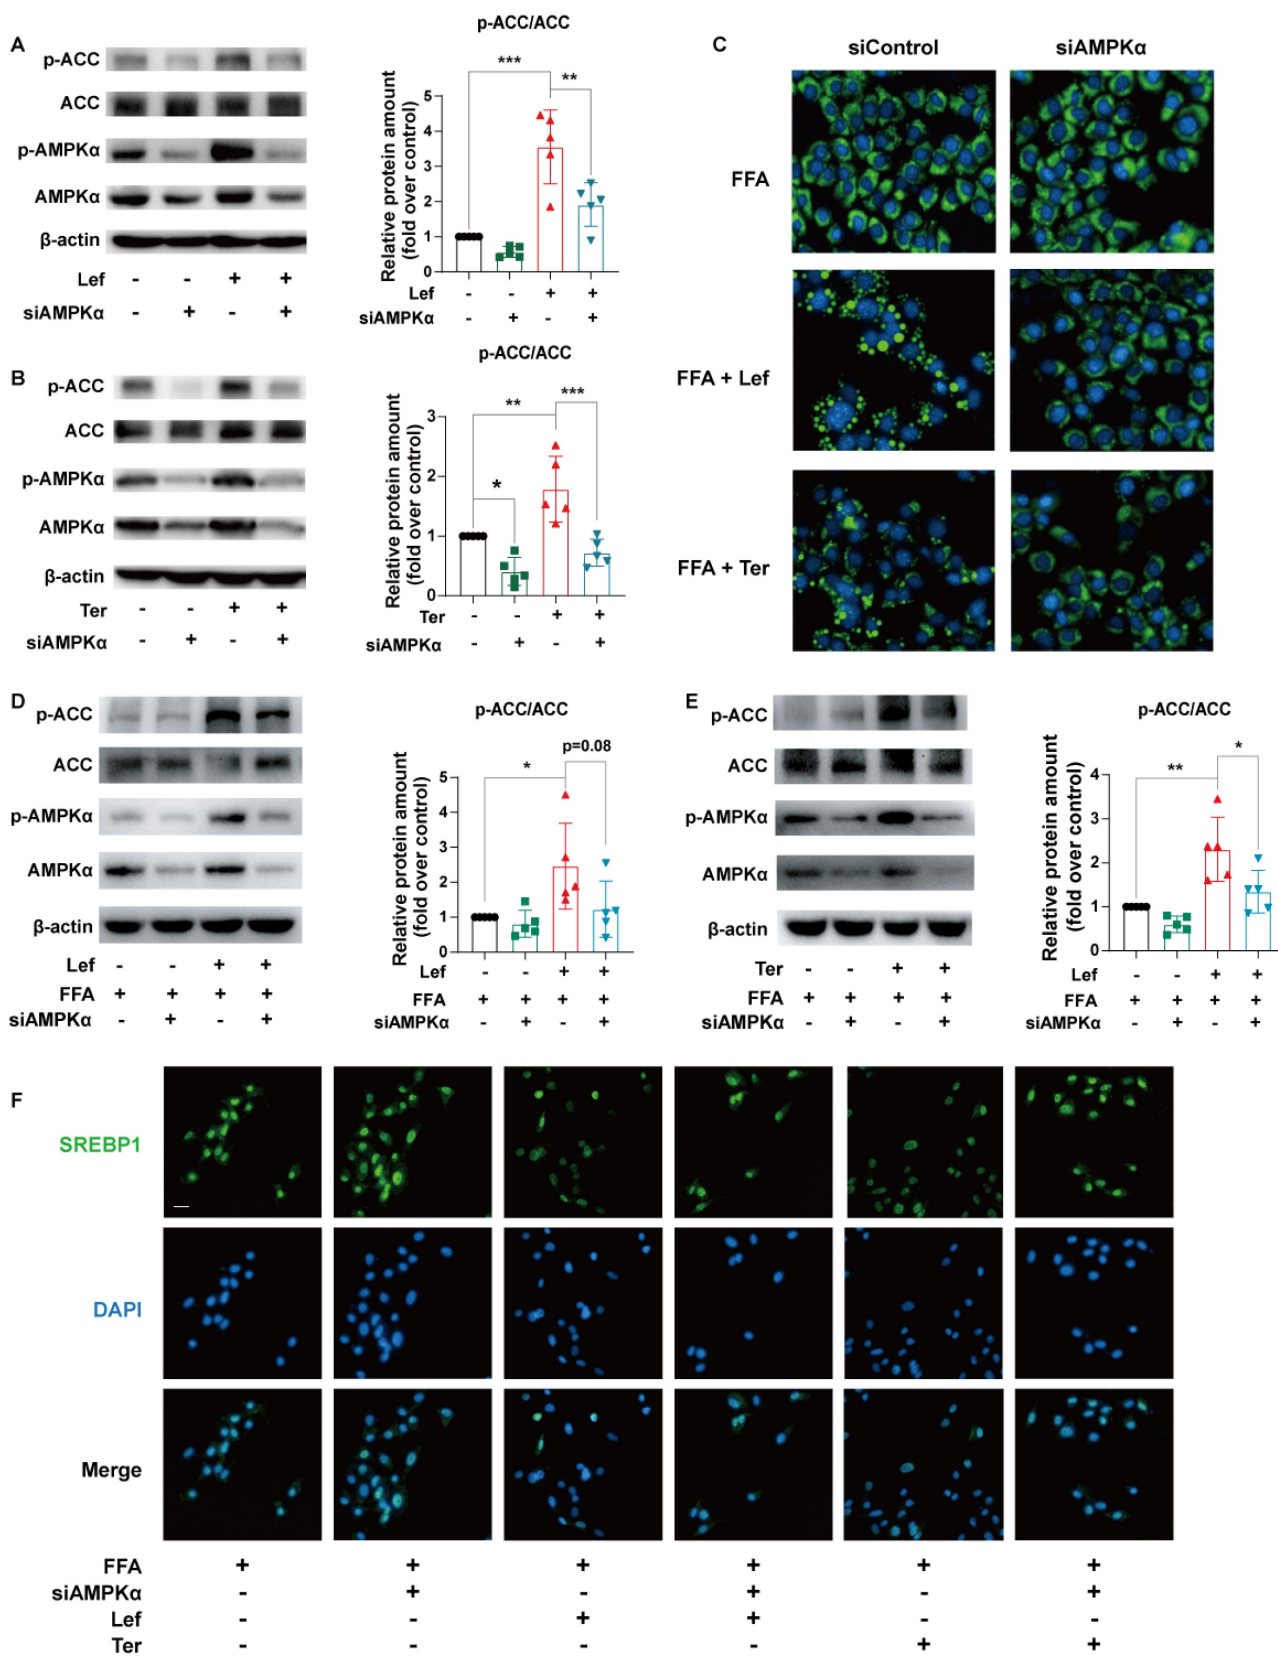 A
p-ACC
ACC
p-AMPKα
AMPKα
β-actin
Lef - - + +
siAMPKα - + - +
p-ACC/ACC
Relative protein amount
(fold over control)
*** **
5
4
3
2
1
0
Lef - - + +
siAMPKα - + - +
B
p-ACC
ACC
p-AMPKα
AMPKα
β-actin
Ter - - + +
siAMPKα - + - +
p-ACC/ACC
Relative protein amount
(fold over control)
** ***
*
3
2
1
0
Ter - - + +
siAMPKα - + - +
C
siControl siAMPKα
FFA
FFA + Lef
FFA + Ter
D
p-ACC
ACC
p-AMPKα
AMPKα
β-actin
Lef - - + +
FFA + + + +
siAMPKα - + - +
p-ACC/ACC
Relative protein amount
(fold over control)
p=0.08
*
5
4
3
2
1
0
Lef - - + +
FFA + + + +
siAMPKα - + - +
E
p-ACC
ACC
p-AMPKα
AMPKα
β-actin
Ter - - + +
FFA + + + +
siAMPKα - + - +
p-ACC/ACC
Relative protein amount
(fold over control)
*
**
4
3
2
1
0
Lef - - + +
FFA + + + +
siAMPKα - + - +
F
SREBP1
DAPI
Merge
FFA + + + + + +
siAMPKα - + - + - +
Lef - - + + - -
Ter - - - - + +